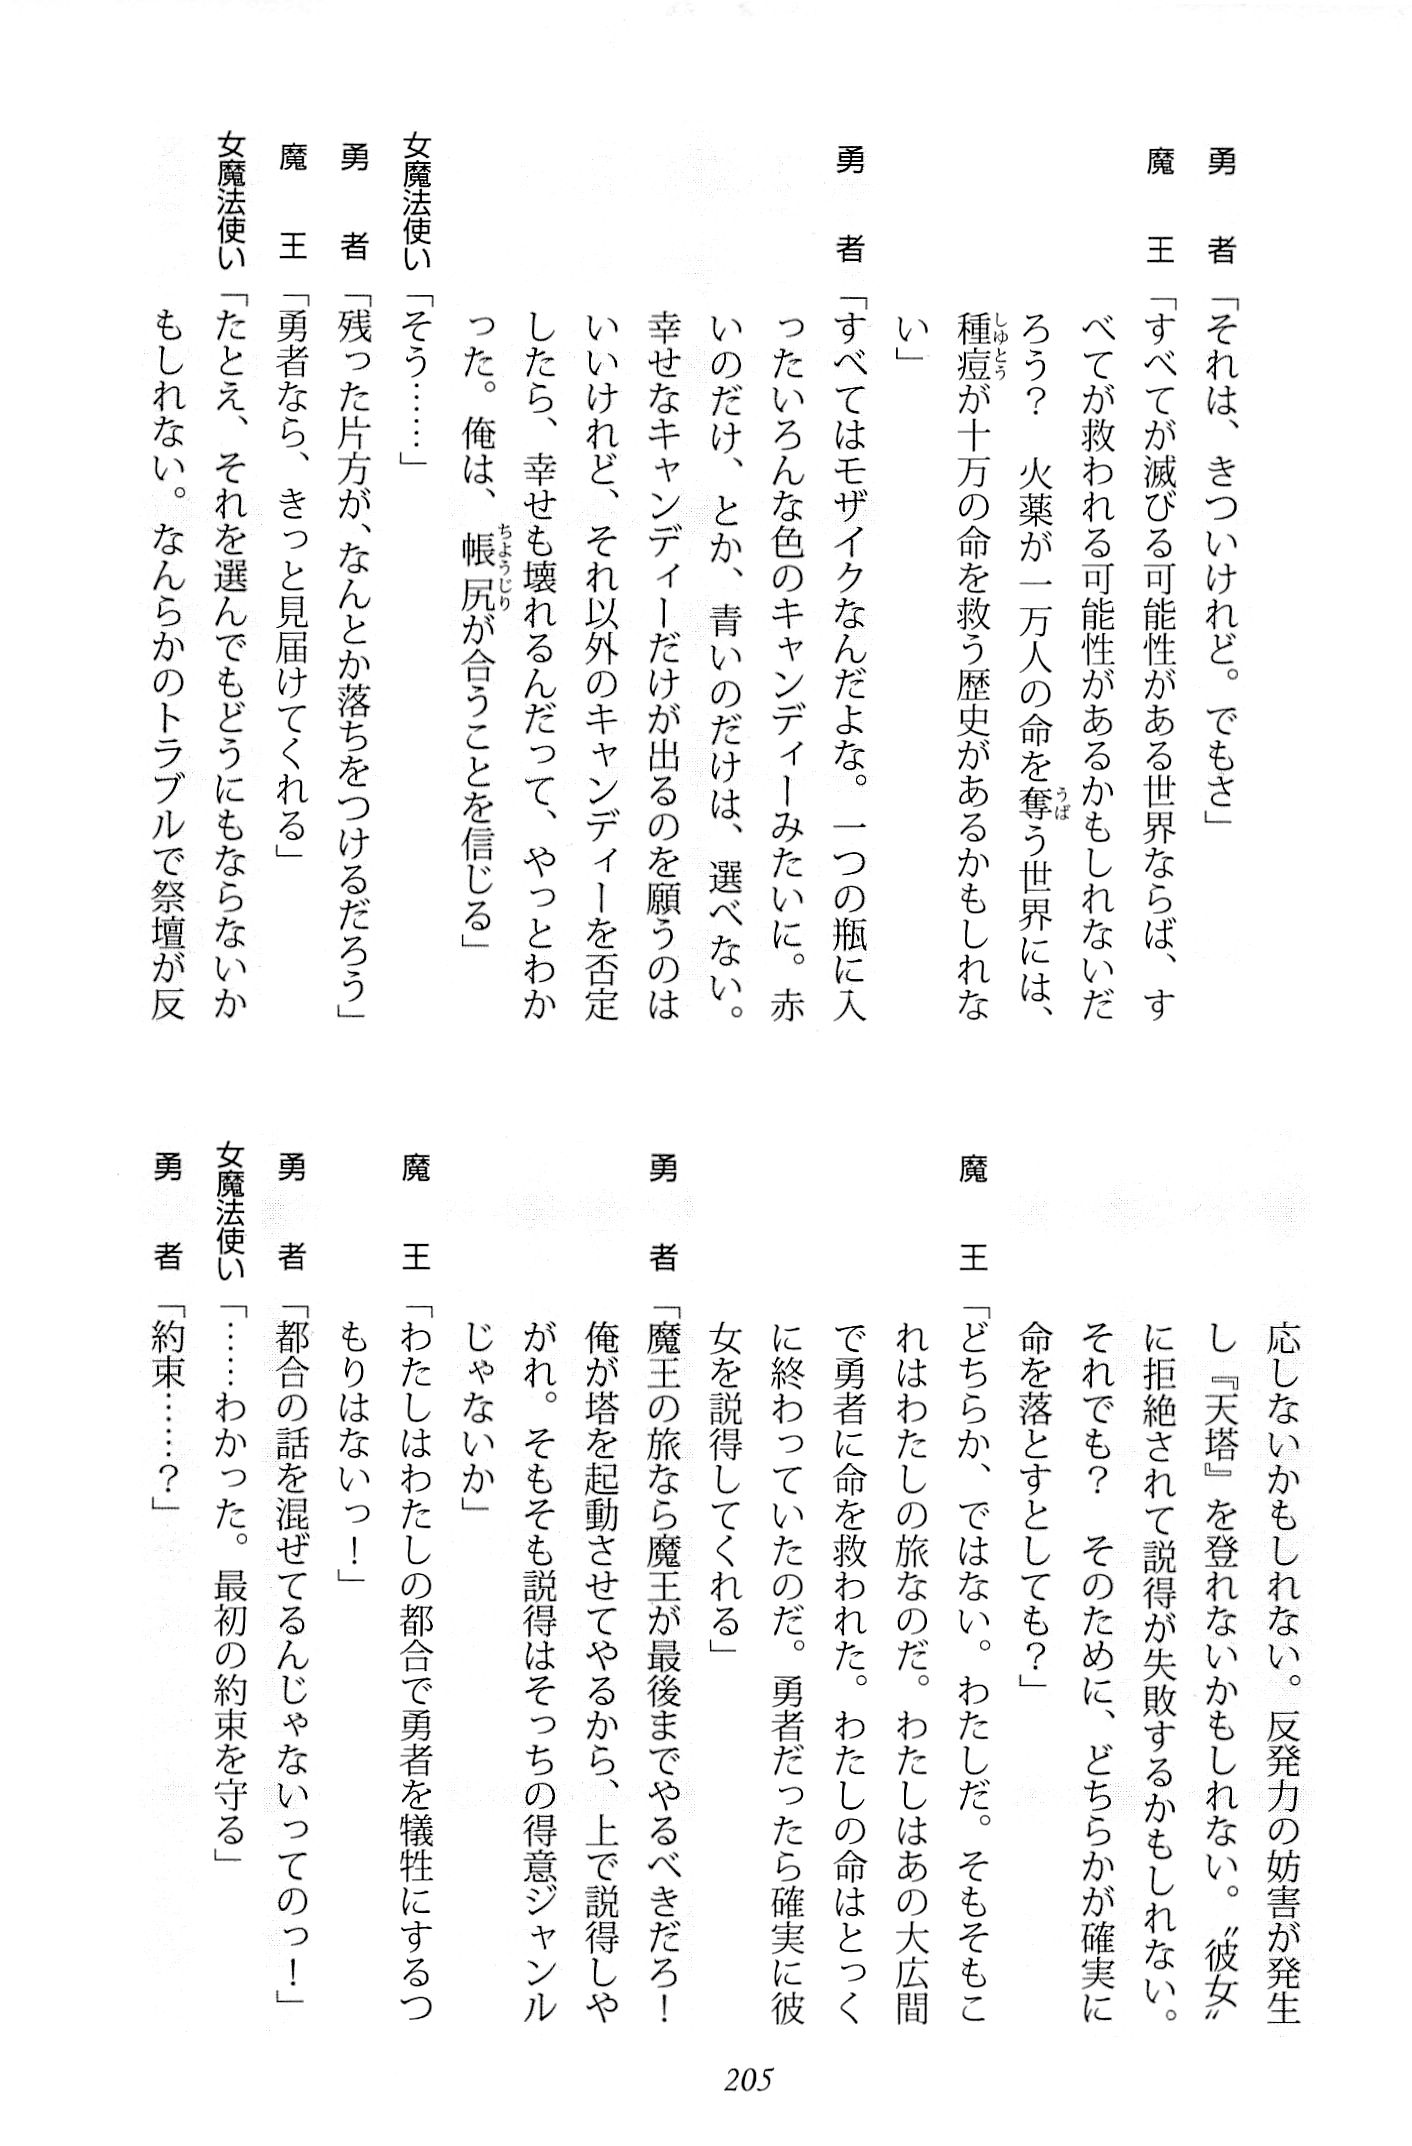 勇者「それは、きついけれど。でもさ」
魔王「すべてが滅びる可能性がある世界ならば、す
べてが救われる可能性があるかもしれないだ
ろう？　火薬が一万人の命を奪う世界には、
種痘が十万の命を救う歴史があるかもしれな
い」
勇者「すべてはモザイクなんだよな。一つの瓶に入
ったいろんな色のキャンディーみたいに。赤
いのだけ、とか、青いのだけは、選べない。
幸せなキャンディーだけが出るのを願うのは
いいけれど、それ以外のキャンディーを否定
したら、幸せも壊れるんだって、やっとわか
った。俺は、帳尻が合うことを信じる」
女魔法使い「そう……」
勇者「残った片方が、なんとか落ちをつけるだろう」
魔王「勇者なら、きっと見届けてくれる」
女魔法使い「たとえ、それを選んでもどうにもならないか
もしれない。なんらかのトラブルで祭壇が反
応しないかもしれない。反発力の妨害が発生
し『天塔』を登れないかもしれない。〝彼女〟
に拒絶されて説得が失敗するかもしれない。
それでも？　そのために、どちらかが確実に
命を落とすとしても？」
魔王「どちらか、ではない。わたしだ。そもそもこ
れはわたしの旅なのだ。わたしはあの大広間
で勇者に命を救われた。わたしの命はとっく
に終わっていたのだ。勇者だったら確実に彼
女を説得してくれる」
勇者「魔王の旅なら魔王が最後までやるべきだろ！
俺が塔を起動させてやるから、上で説得しや
がれ。そもそも説得はそっちの得意ジャンル
じゃないか」
魔王「わたしはわたしの都合で勇者を犠牲にするつ
もりはないっ！」
勇者「都合の話を混ぜてるんじゃないってのっ！」
女魔法使い「……わかった。最初の約束を守る」
勇者「約束……？」
205